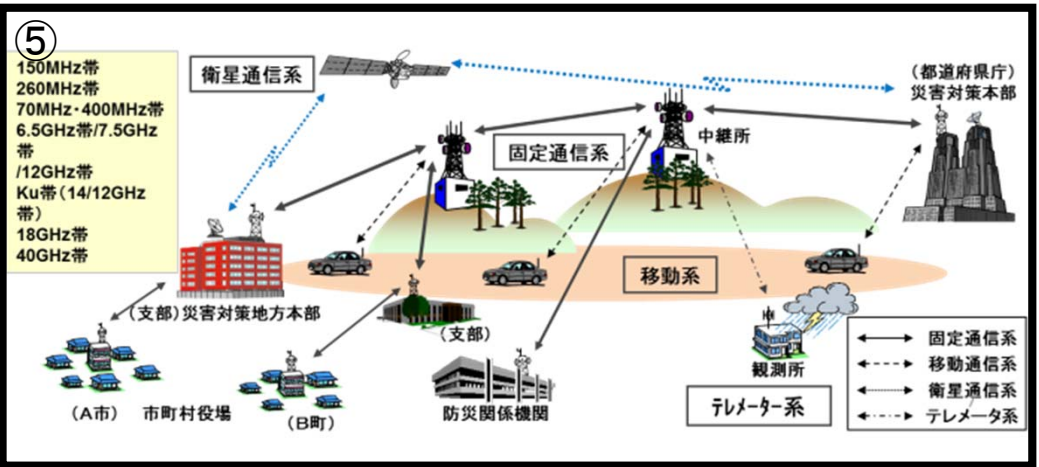 ⑤
150MHz帯
260MHz帯
70MHz・400MHz帯
6.5GHz帯/7.5GHz
帯
/12GHz帯
Ku帯(14/12GHz
帯)
18GHz帯
40GHz帯
衛星通信系
(都道府県庁)
災害対策本部
中継所
固定通信系
移動系
(支部)災害対策地方本部
(支部)
観測所
(A市) 市町村役場
(B町)
防災関係機関
テレメーター系
固定通信系
移動通信系
衛星通信系
テレメータ系